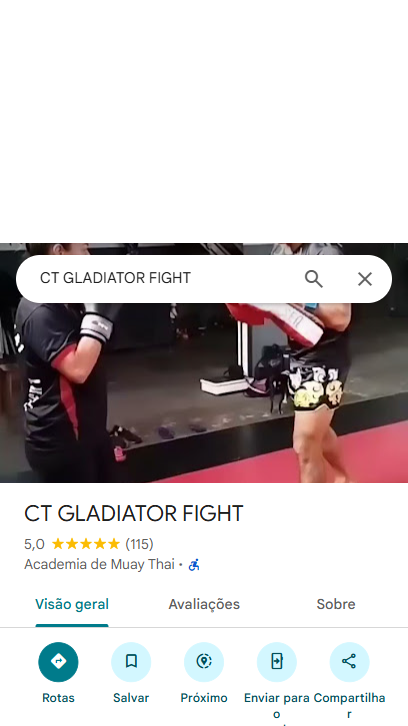 CT GLADIATOR FIGHT
CT GLADIATOR FIGHT
5,0 (115)
Academia de Muay Thai ·
Visão geral Avaliações Sobre
Rotas Salvar Próximo Enviar para o Compartilhar